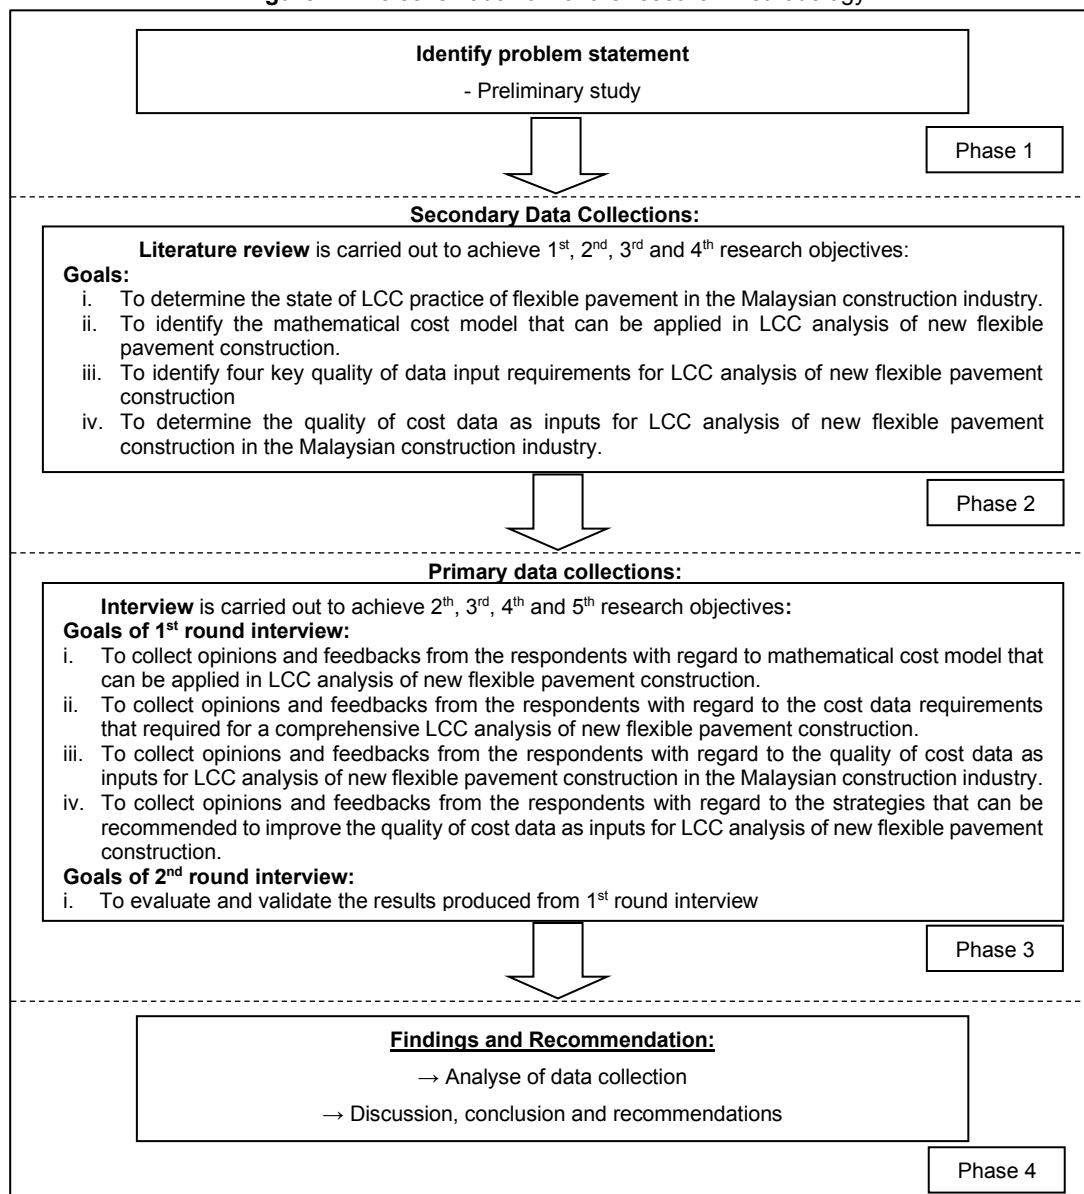 Identify problem statement
- Preliminary study
Phase 1
Secondary Data Collections:
Literature review is carried out to achieve 1st, 2nd, 3rd and 4th research objectives:
Goals:
i. To determine the state of LCC practice of flexible pavement in the Malaysian construction industry.
ii. To identify the mathematical cost model that can be applied in LCC analysis of new flexible
pavement construction.
iii. To identify four key quality of data input requirements for LCC analysis of new flexible pavement
construction
iv. To determine the quality of cost data as inputs for LCC analysis of new flexible pavement
construction in the Malaysian construction industry.
Phase 2
Primary data collections:
Interview is carried out to achieve 2th, 3rd, 4th and 5th research objectives:
Goals of 1st round interview:
i. To collect opinions and feedbacks from the respondents with regard to mathematical cost model that
can be applied in LCC analysis of new flexible pavement construction.
ii. To collect opinions and feedbacks from the respondents with regard to the cost data requirements
that required for a comprehensive LCC analysis of new flexible pavement construction.
iii. To collect opinions and feedbacks from the respondents with regard to the quality of cost data as
inputs for LCC analysis of new flexible pavement construction in the Malaysian construction industry.
iv. To collect opinions and feedbacks from the respondents with regard to the strategies that can be
recommended to improve the quality of cost data as inputs for LCC analysis of new flexible pavement
construction.
Goals of 2nd round interview:
i. To evaluate and validate the results produced from 1st round interview
Phase 3
Findings and Recommendation:
→ Analyse of data collection
→ Discussion, conclusion and recommendations
Phase 4